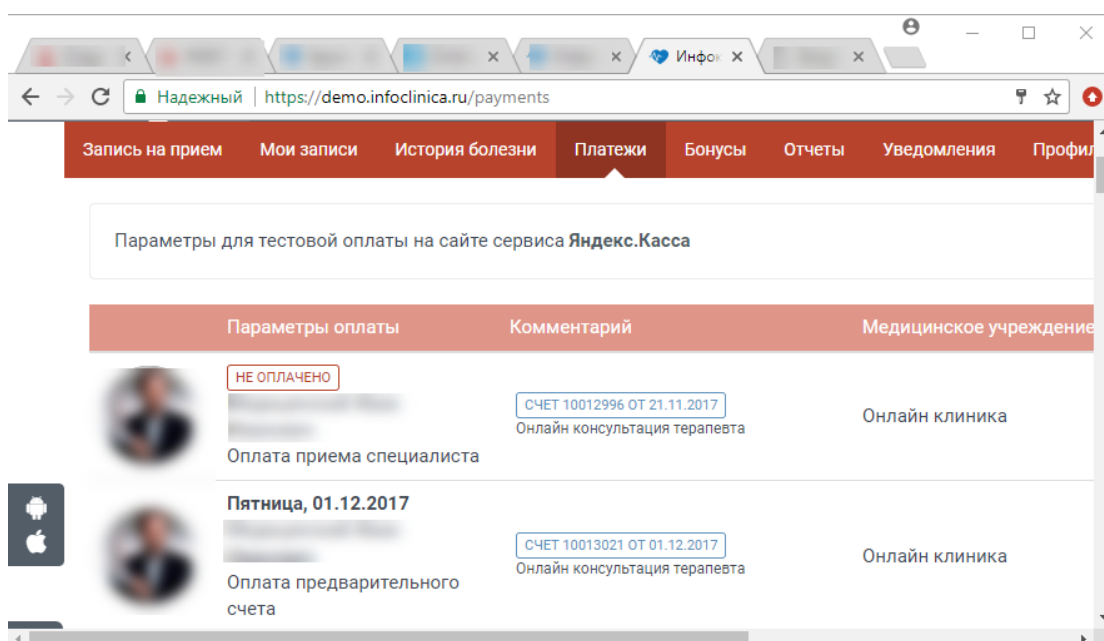 Инфок
Надежный | https://demo.infoclinica.ru/payments
Запись на прием Мои записи История болезни Платежи Бонусы Отчеты Уведомления Профил
Параметры для тестовой оплаты на сайте сервиса Яндекс.Касса
Параметры оплаты Комментарий Медицинское учреждение
НЕ ОПЛАЧЕНО
СЧЕТ 10012996 ОТ 21.11.2017
Онлайн консультация терапевта
Онлайн клиника
Оплата приема специалиста
Пятница, 01.12.2017
СЧЕТ 10013021 ОТ 01.12.2017
Онлайн консультация терапевта
Онлайн клиника
Оплата предварительного
счета